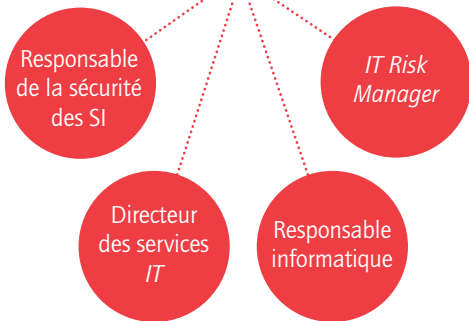 Responsable
de la sécurité
des SI
IT Risk
Manager
Directeur
des services
IT
Responsable
informatique